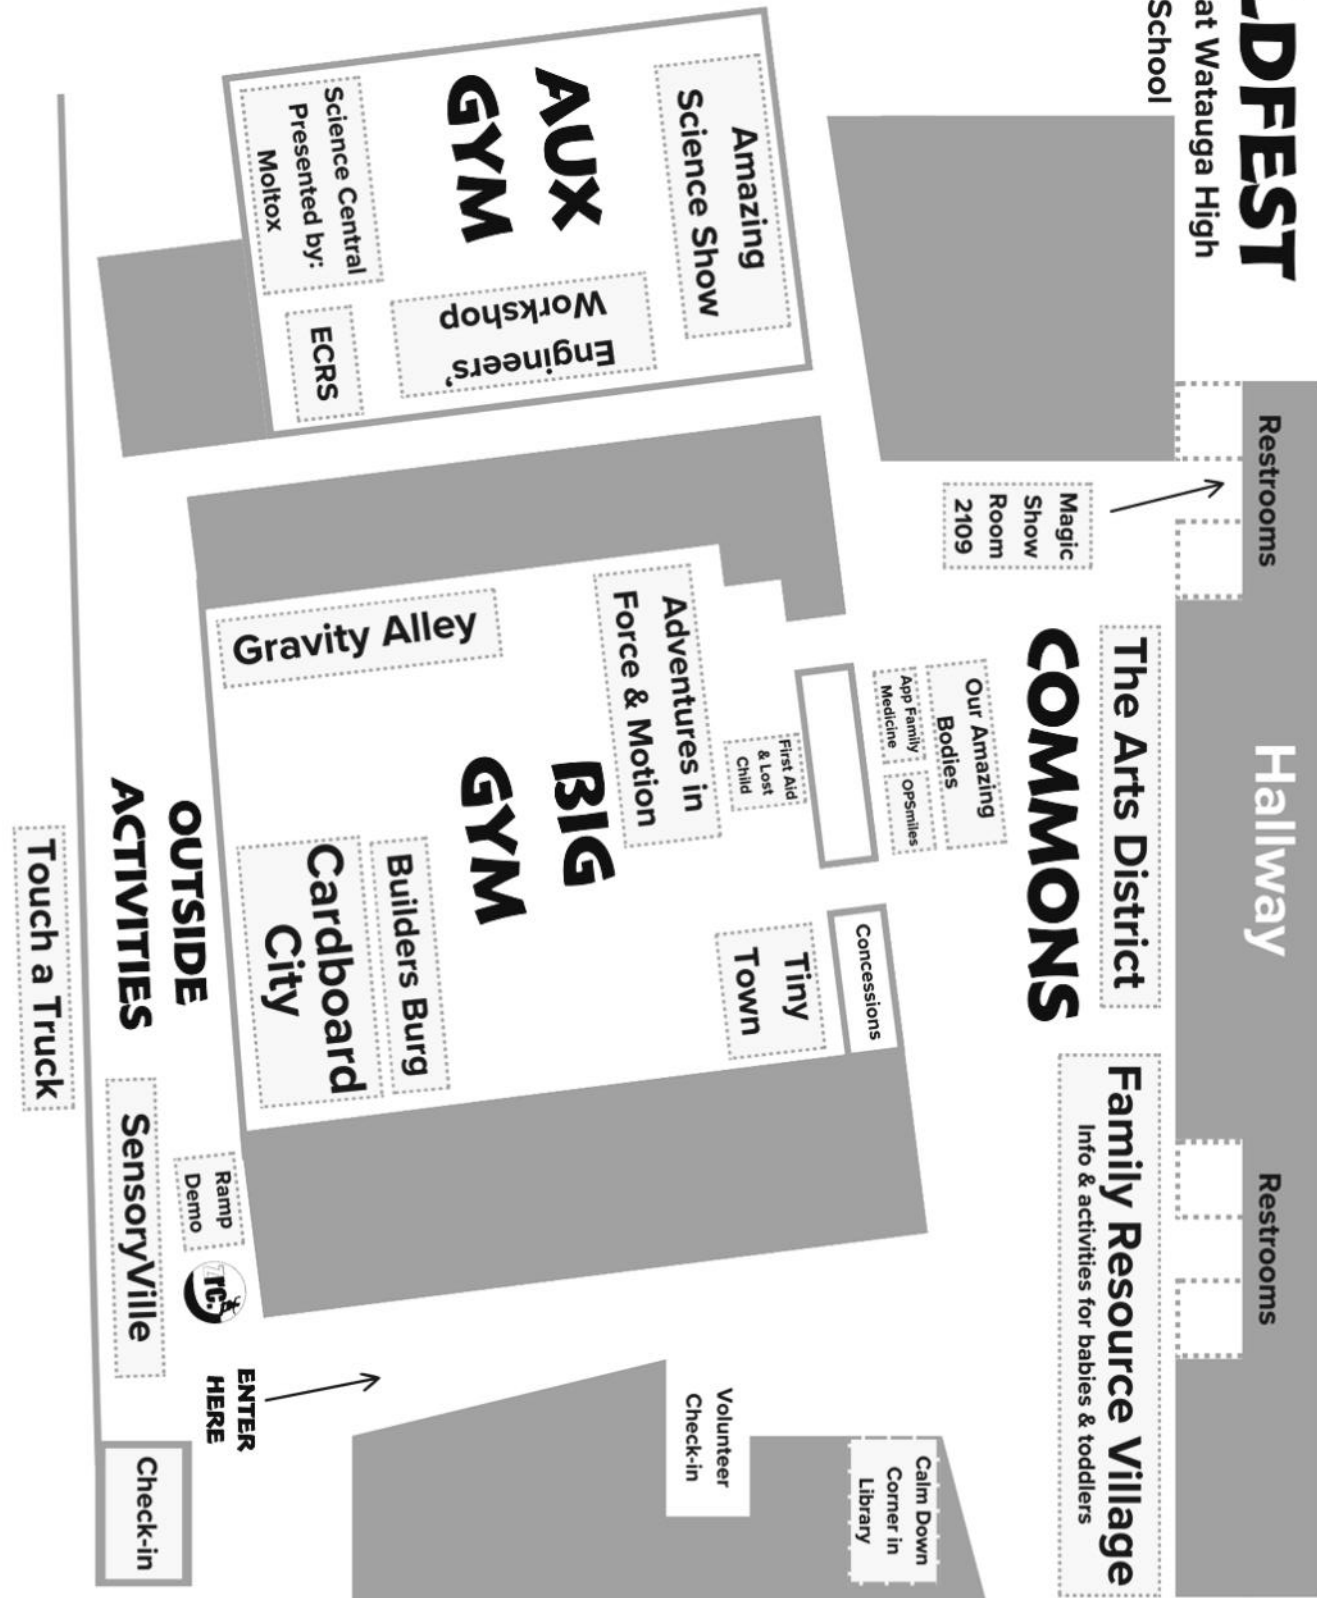 .DFEST
at Watauga High
School
Restrooms
Hallway
Restrooms
Magic
Show
Room
2109
The Arts District
COMMONS
Family Resource Village
Info & activities for babies & toddlers
Our Amazing
Bodies
App Family
Medicine
OPSmiles
Concessions
Calm Down
Corner in
Library
Volunteer
Check-in
Amazing
Science Show
AUX
GYM
Engineers'
Workshop
Science Central
Presented by:
Moltox
ECRS
Adventures in
Force & Motion
First Aid
& Lost
Child
Tiny
Town
BIG
GYM
Gravity Alley
Builders Burg
Cardboard
City
OUTSIDE
ACTIVITIES
Ramp
Demo
rc.
ENTER
HERE
SensoryVille
Check-in
Touch a Truck